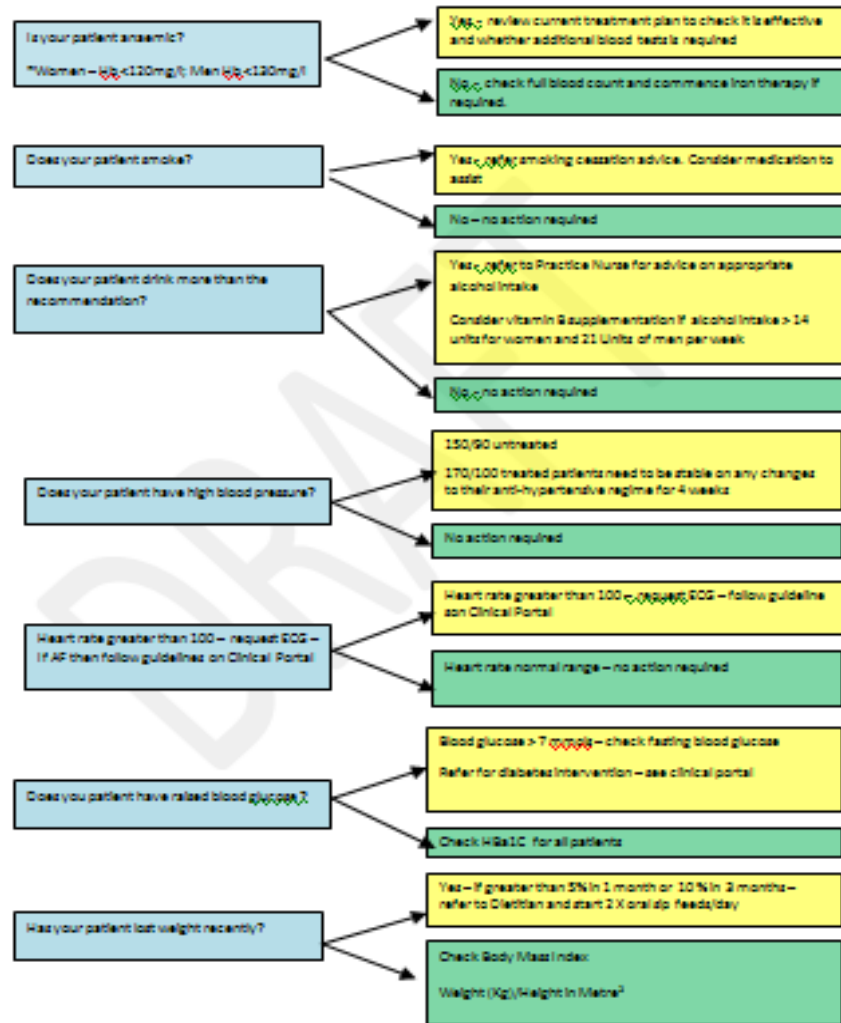 Is your patient anaemic?
*Women – Hb <120mg/l; Men Hb <130mg/l
Yes – review current treatment plan to check it is effective
and whether additional blood tests is required
No – check full blood count and commence iron therapy if
required.
Does your patient smoke?
Yes – refer smoking cessation advice. Consider medication to
assist
No – no action required
Does your patient drink more than the
recommendation?
Yes – refer to Practice Nurse for advice on appropriate
alcohol intake
Consider vitamin B supplementation if alcohol intake > 14
units for women and 21 Units of men per week
No – no action required
Does your patient have high blood pressure?
150/90 untreated
170/100 treated patients need to be stable on any changes
to their anti-hypertensive regime for 4 weeks
No action required
Heart rate greater than 100 – request ECG –
If AF then follow guidelines on Clinical Portal
Heart rate greater than 100 – request ECG – follow guideline
son Clinical Portal
Heart rate normal range – no action required
Does you patient have raised blood glucose?
Blood glucose > 7 mmols – check fasting blood glucose
Refer for diabetes intervention – see clinical portal
Check HBa1C for all patients
Has your patient lost weight recently?
Yes – if greater than 5% in 1 month or 10% in 3 months –
refer to Dietitian and start 2 X oral sip feeds/day
Check Body Mass Index
Weight (Kg)/Height in Metre²
DRAFT